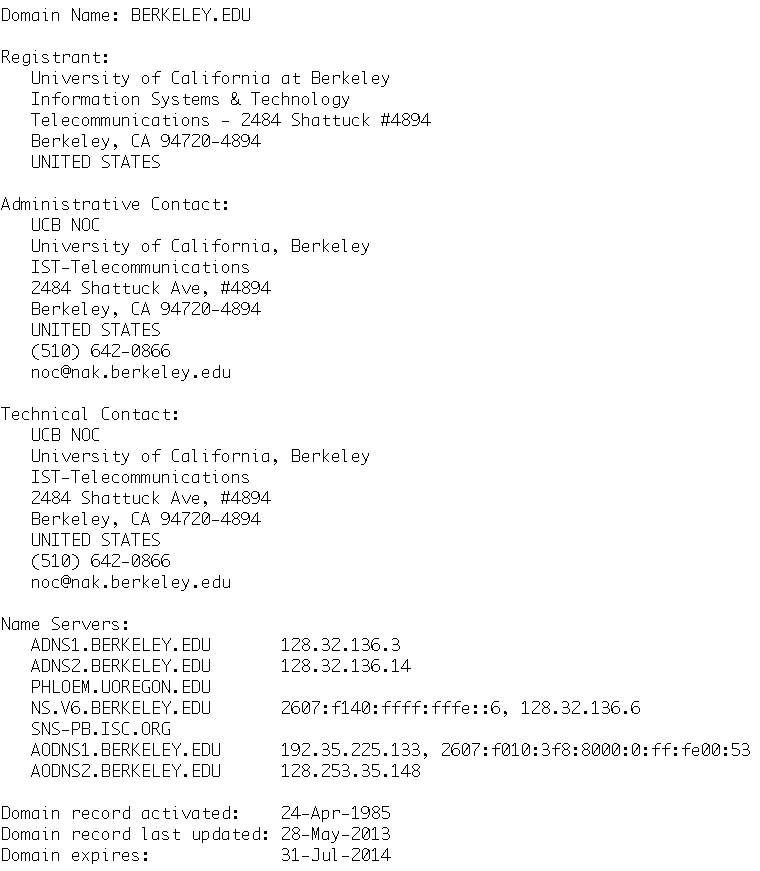 Domain Name: BERKELEY.EDU
Registrant:
University of California at Berkeley
Information Systems & Technology
Telecommunications - 2484 Shattuck #4894
Berkeley, CA 94720-4894
UNITED STATES
Administrative Contact:
UCB NOC
University of California, Berkeley
IST-Telecommunications
2484 Shattuck Ave, #4894
Berkeley, CA 94720-4894
UNITED STATES
(510) 642-0866
noc@nak.berkeley.edu
Technical Contact:
UCB NOC
University of California, Berkeley
IST-Telecommunications
2484 Shattuck Ave, #4894
Berkeley, CA 94720-4894
UNITED STATES
(510) 642-0866
noc@nak.berkeley.edu
Name Servers:
ADNS1.BERKELEY.EDU 128.32.136.3
ADNS2.BERKELEY.EDU 128.32.136.14
PHLOEM.UOREGON.EDU
NS.V6.BERKELEY.EDU 2607:f140:ffff:fffe::6, 128.32.136.6
SNS-PB.ISC.ORG
AODNS1.BERKELEY.EDU 192.35.225.133, 2607:f010:3f8:8000:0:ff:fe00:53
AODNS2.BERKELEY.EDU 128.253.35.148
Domain record activated: 24-Apr-1985
Domain record last updated: 28-May-2013
Domain expires: 31-Jul-2014